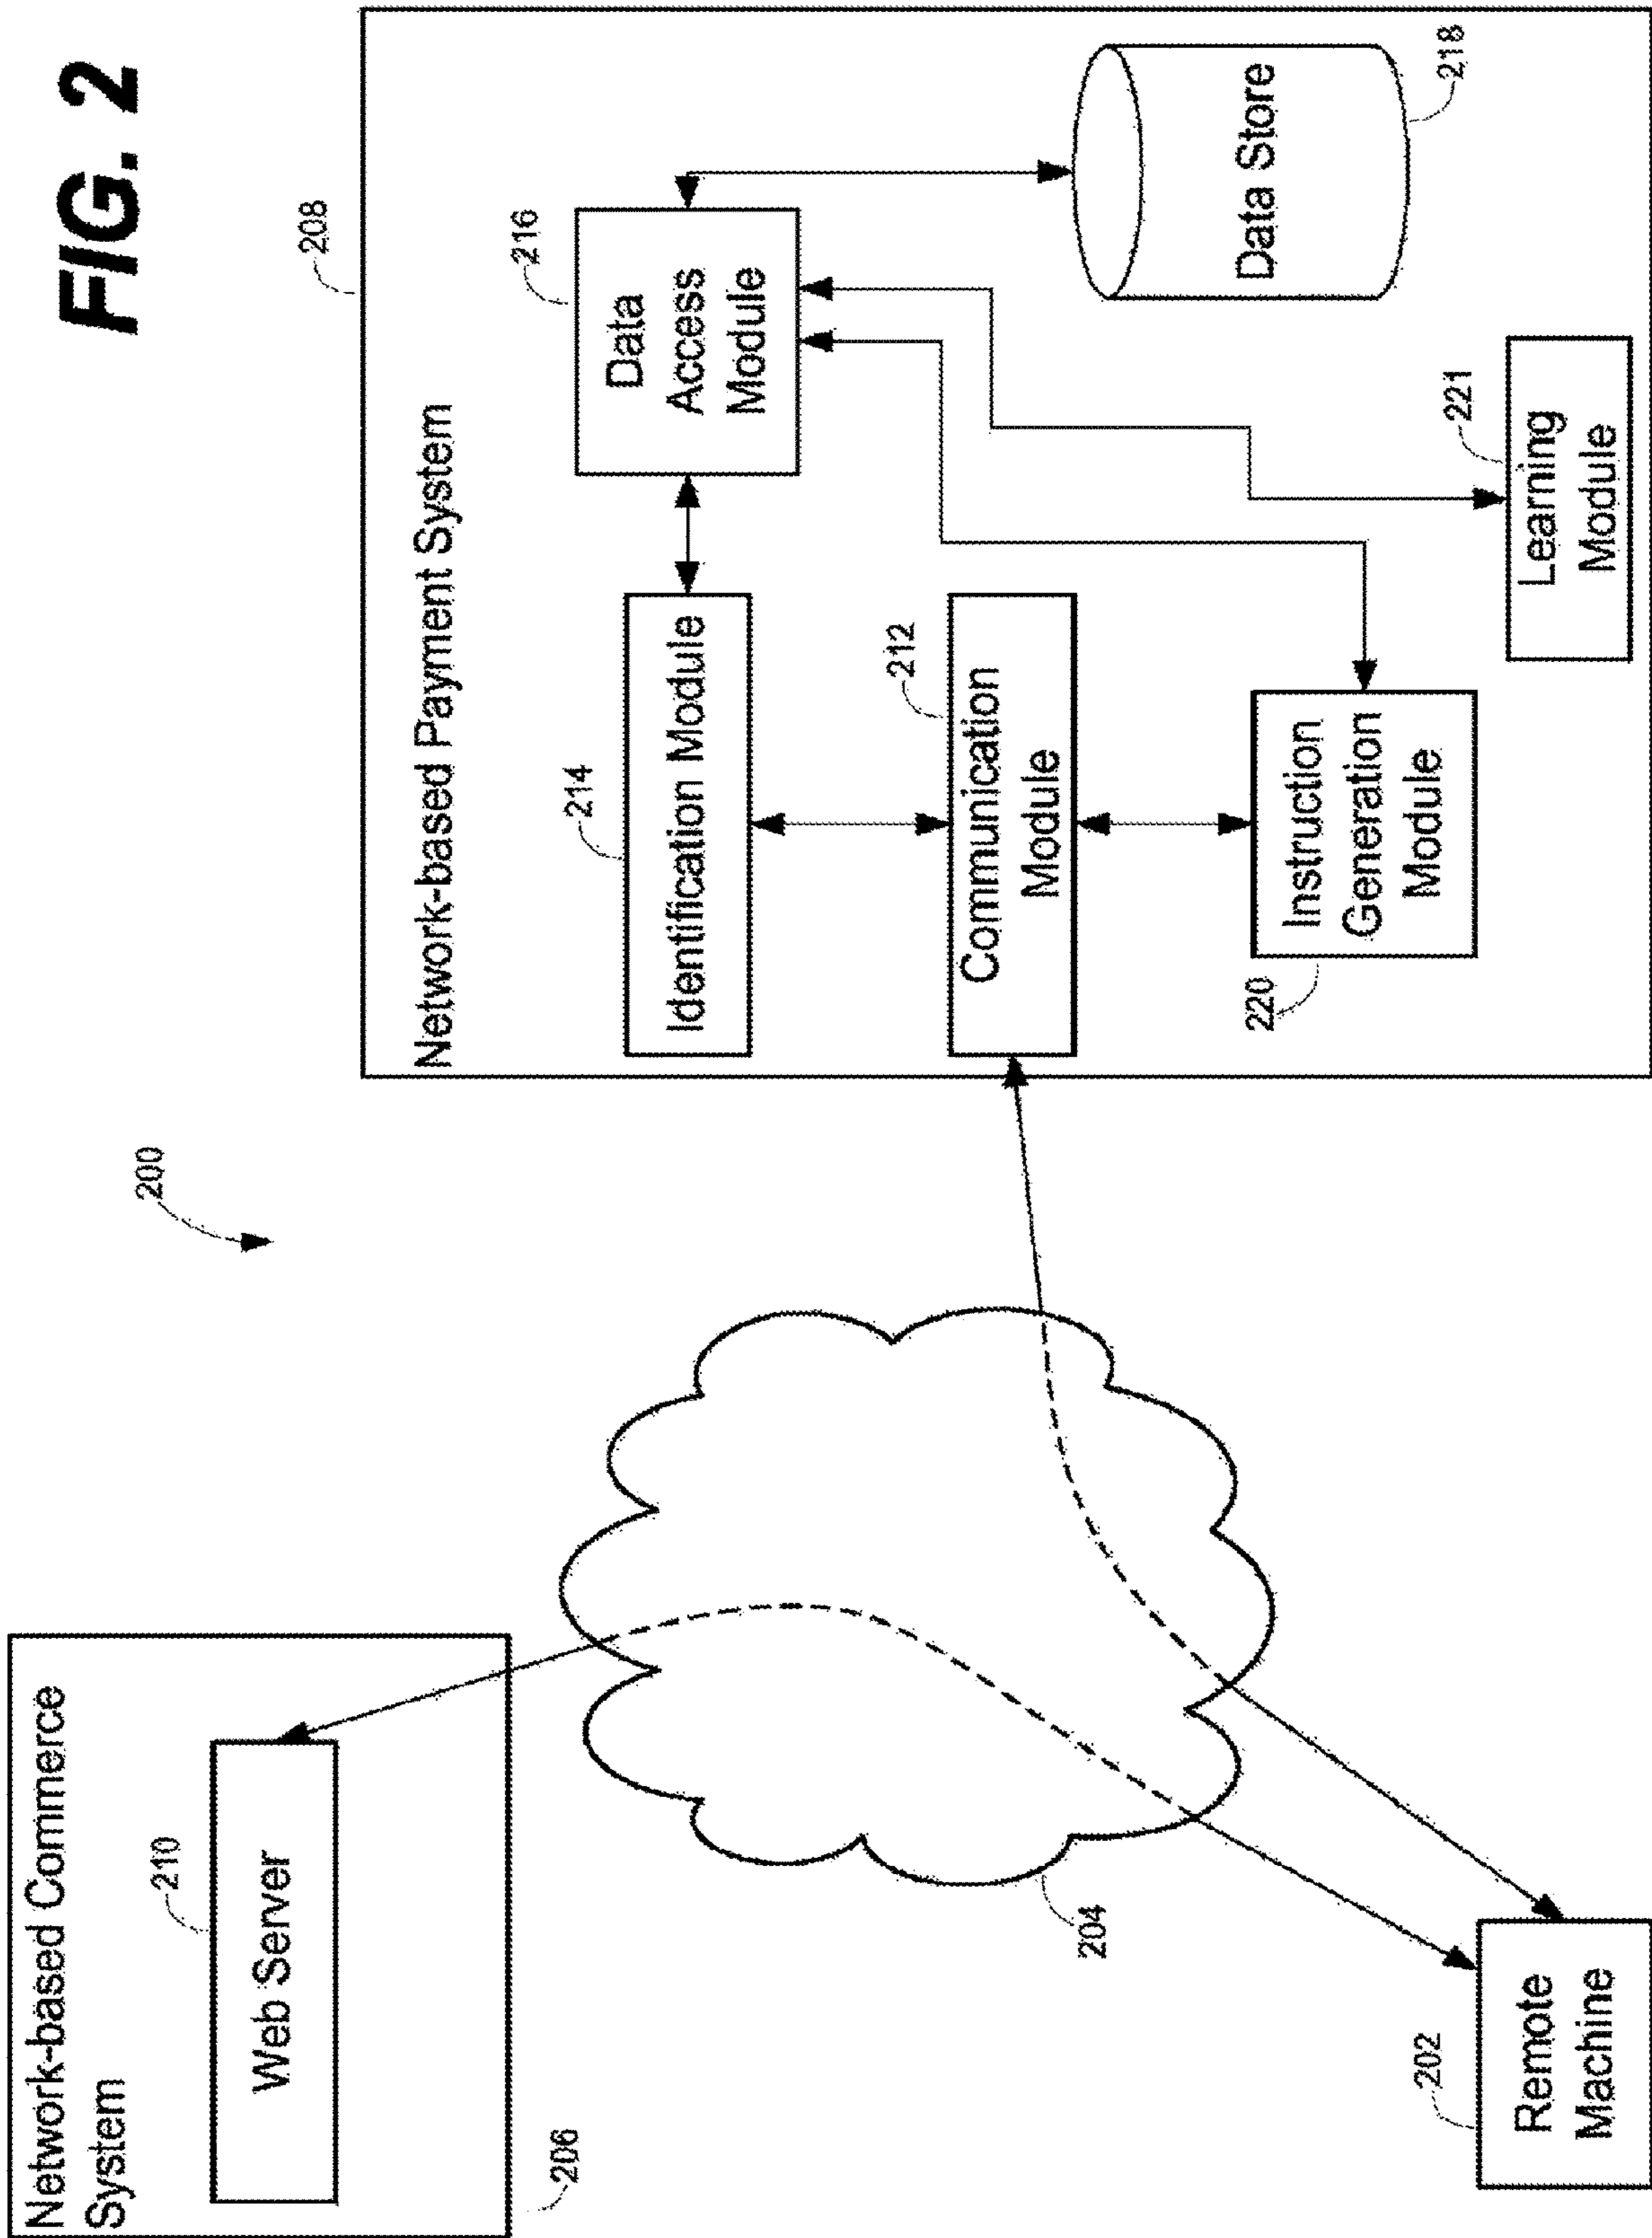 FIG. 2
200
Network-based Commerce
System
210
Web Server
206
204
202
Remote
Machine
208
Network-based Payment System
214
Identification Module
216
Data
Access
Module
212
Communication
Module
220
Instruction
Generation
Module
221
Learning
Module
Data Store
218